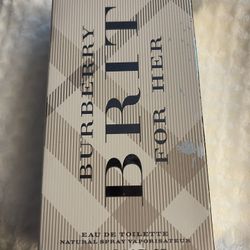 BURBERRY
BRIT
FOR HER
EAU DE TOILETTE
NATURAL SPRAY VAPORISATEUR